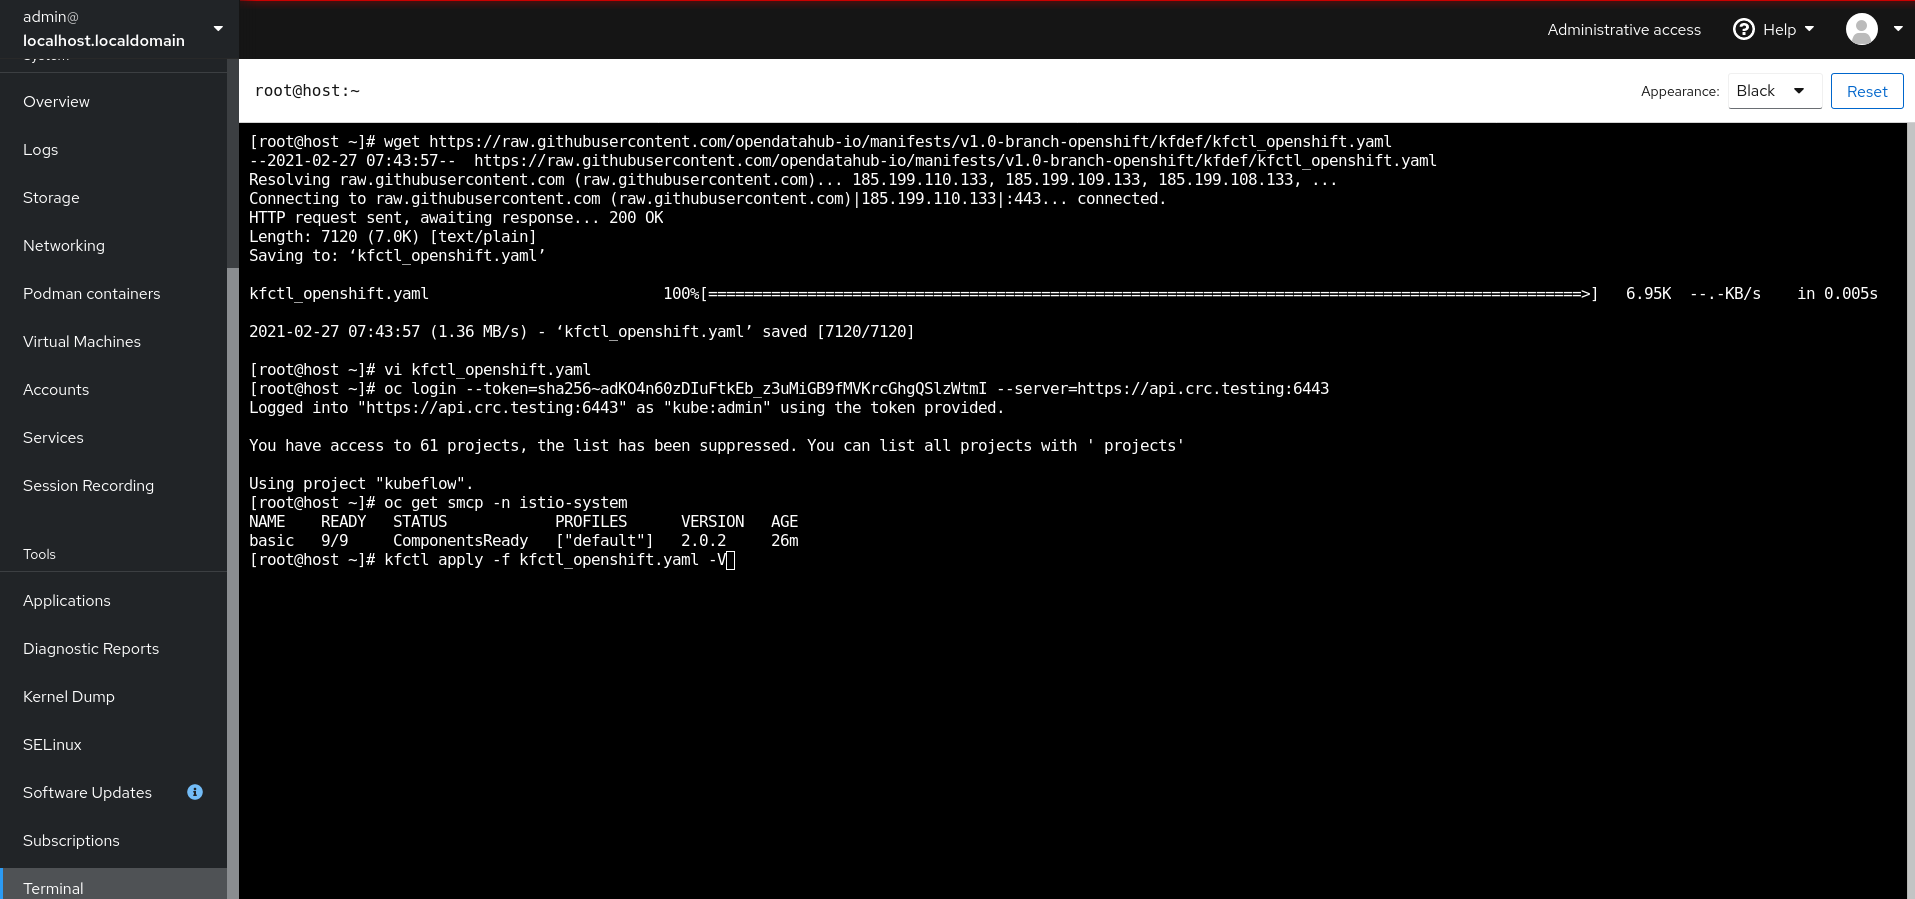 admin@
localhost.localdomain
Administrative access
Help
System
Overview
Logs
Storage
Networking
Podman containers
Virtual Machines
Accounts
Services
Session Recording
Tools
Applications
Diagnostic Reports
Kernel Dump
SELinux
Software Updates
Subscriptions
Terminal
root@host:~
Appearance: Black Reset
[root@host ~]# wget https://raw.githubusercontent.com/opendatahub-io/manifests/v1.0-branch-openshift/kfdef/kfctl_openshift.yaml
--2021-02-27 07:43:57--  https://raw.githubusercontent.com/opendatahub-io/manifests/v1.0-branch-openshift/kfdef/kfctl_openshift.yaml
Resolving raw.githubusercontent.com (raw.githubusercontent.com)... 185.199.110.133, 185.199.109.133, 185.199.108.133, ...
Connecting to raw.githubusercontent.com (raw.githubusercontent.com)|185.199.110.133|:443... connected.
HTTP request sent, awaiting response... 200 OK
Length: 7120 (7.0K) [text/plain]
Saving to: ‘kfctl_openshift.yaml’
kfctl_openshift.yaml 100%[=================================================================================================>] 6.95K --.-KB/s in 0.005s
2021-02-27 07:43:57 (1.36 MB/s) - ‘kfctl_openshift.yaml’ saved [7120/7120]
[root@host ~]# vi kfctl_openshift.yaml
[root@host ~]# oc login --token=sha256~adKO4n60zDIuFtkEb_z3uMiGB9fMVKrcGhgQSlzWtmI --server=https://api.crc.testing:6443
Logged into "https://api.crc.testing:6443" as "kube:admin" using the token provided.
You have access to 61 projects, the list has been suppressed. You can list all projects with ' projects'
Using project "kubeflow".
[root@host ~]# oc get smcp -n istio-system
NAME    READY   STATUS            PROFILES      VERSION   AGE
basic   9/9     ComponentsReady   ["default"]   2.0.2     26m
[root@host ~]# kfctl apply -f kfctl_openshift.yaml -V